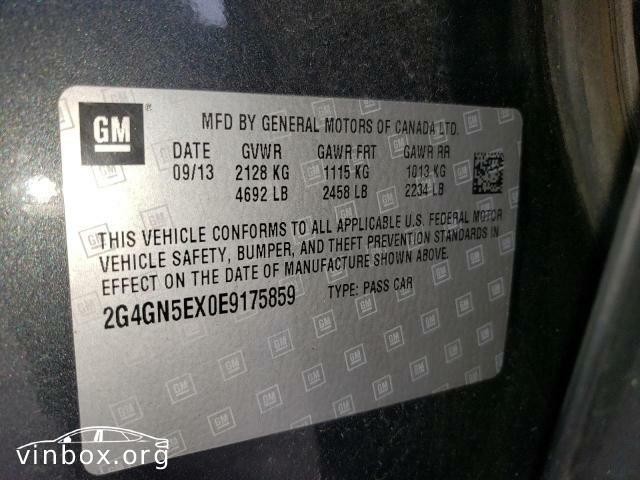 GM
MFD BY GENERAL MOTORS OF CANADA LTD.
DATE GVWR GAWR FRT GAWR RR
09/13 2128 KG 1115 KG 1013 KG
4692 LB 2458 LB 2234 LB
THIS VEHICLE CONFORMS TO ALL APPLICABLE U.S. FEDERAL MOTOR
VEHICLE SAFETY, BUMPER, AND THEFT PREVENTION STANDARDS IN
EFFECT ON THE DATE OF MANUFACTURE SHOWN ABOVE.
2G4GN5EX0E9175859 TYPE: PASS CAR
vinbox.org